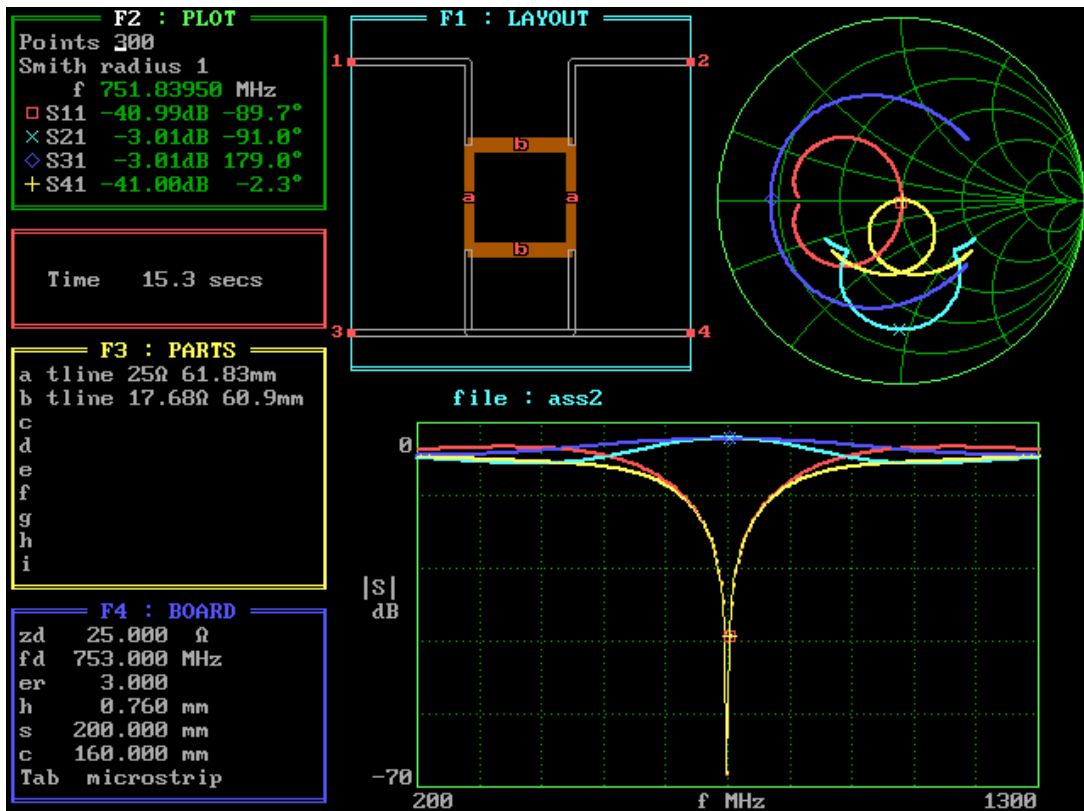 F2 : PLOT
Points 300
Smith radius 1
f 751.83950 MHz
S11 -40.99dB -89.7°
S21 -3.01dB -91.0°
S31 -3.01dB 179.0°
S41 -41.00dB -2.3°
Time 15.3 secs
F3 : PARTS
a tline 25Ω 61.83mm
b tline 17.68Ω 60.9mm
c
d
e
f
g
h
i
F4 : BOARD
zd 25.000 Ω
fd 753.000 MHz
er 3.000
h 0.760 mm
s 200.000 mm
c 160.000 mm
Tab microstrip
F1 : LAYOUT
1
2
b
a
a
b
3
4
file : ass2
0
|S|
dB
-70
200
f MHz
1300